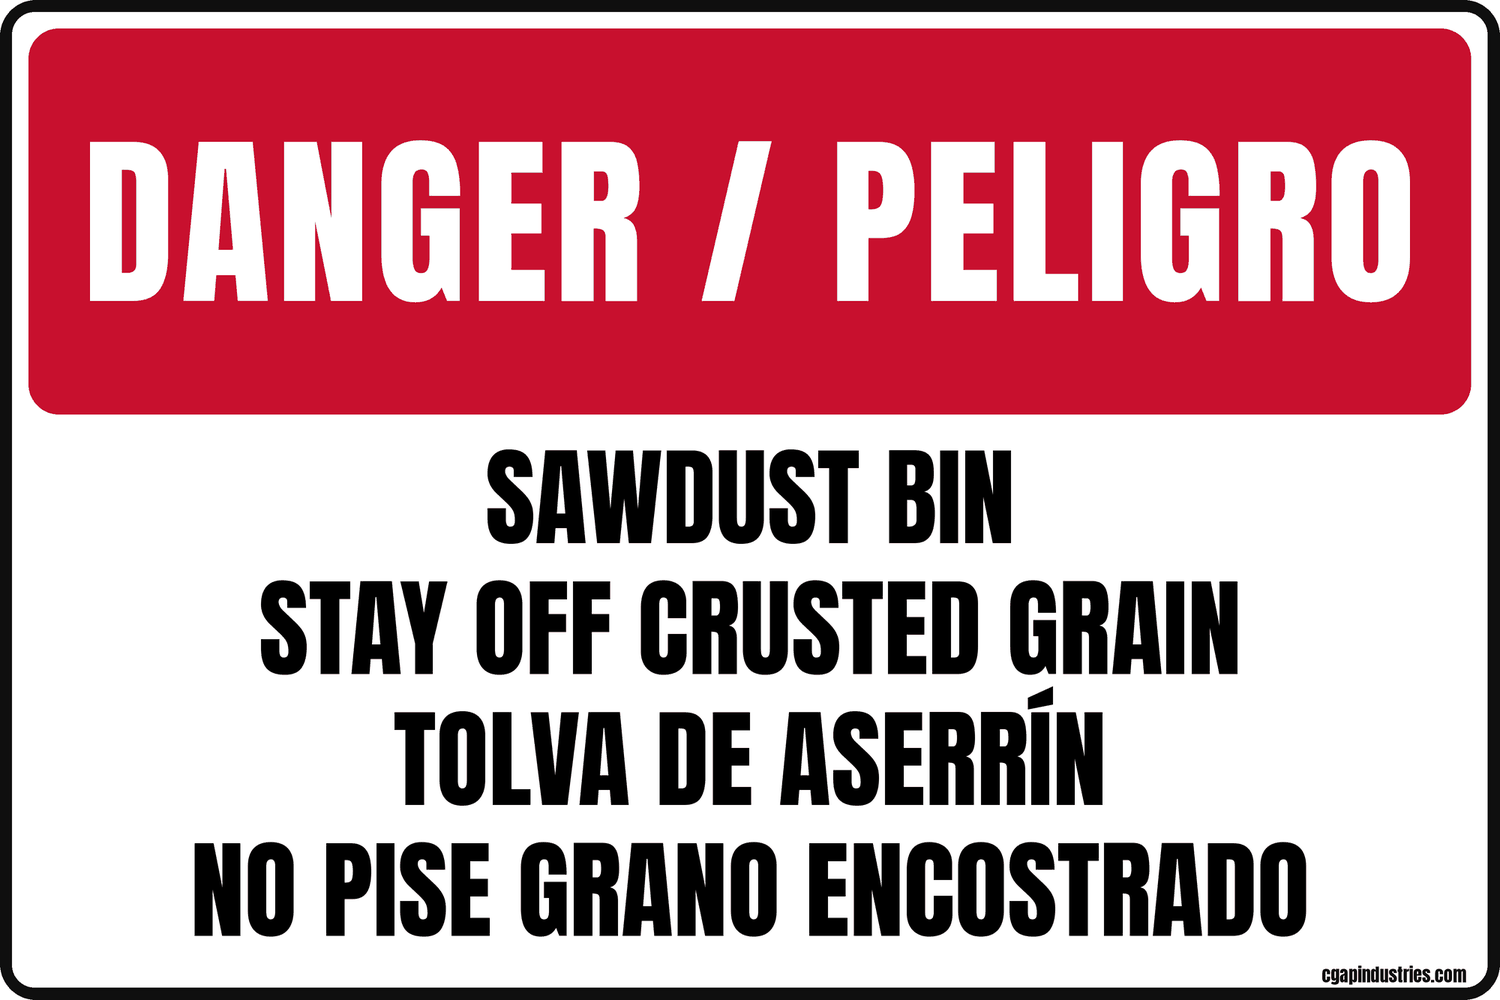 DANGER / PELIGRO
SAWDUST BIN
STAY OFF CRUSTED GRAIN
TOLVA DE ASERRÍN
NO PISE GRANO ENCOSTRADO
cgapindustries.com